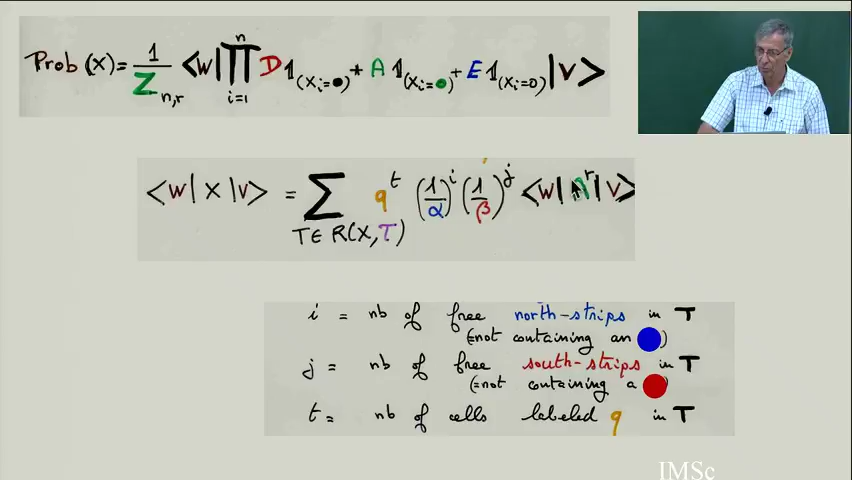 Prob (X) = 1/Z_{n,r} <W| ∏_{i=1}^{n} D 1_{(X_i=●)} + A 1_{(X_i=●)} + E 1_{(X_i=○)} |V>
<W| X |V> = ∑_{T∈R(X,τ)} q^t (1/α)^i (1/β)^j <W| A^r |V>
i = nb of free north-strips in T
(=not containing an ●)
j = nb of free south-strips in T
(=not containing a ●)
t = nb of cells labeled q in T
IMSc